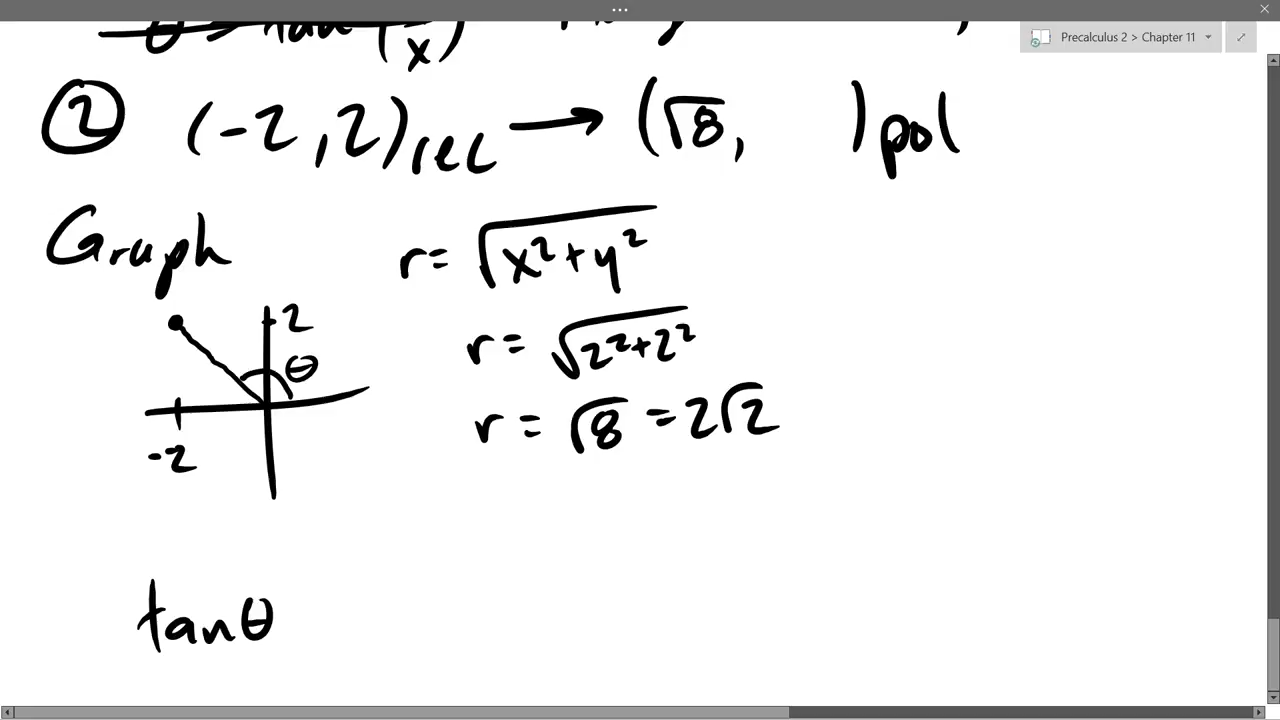 Precalculus 2 > Chapter 11
② (-2, 2)rec → (√8, )pol
Graph
r = √x² + y²
2
θ
r = √2² + 2²
r = √8 = 2√2
-2
tanθ